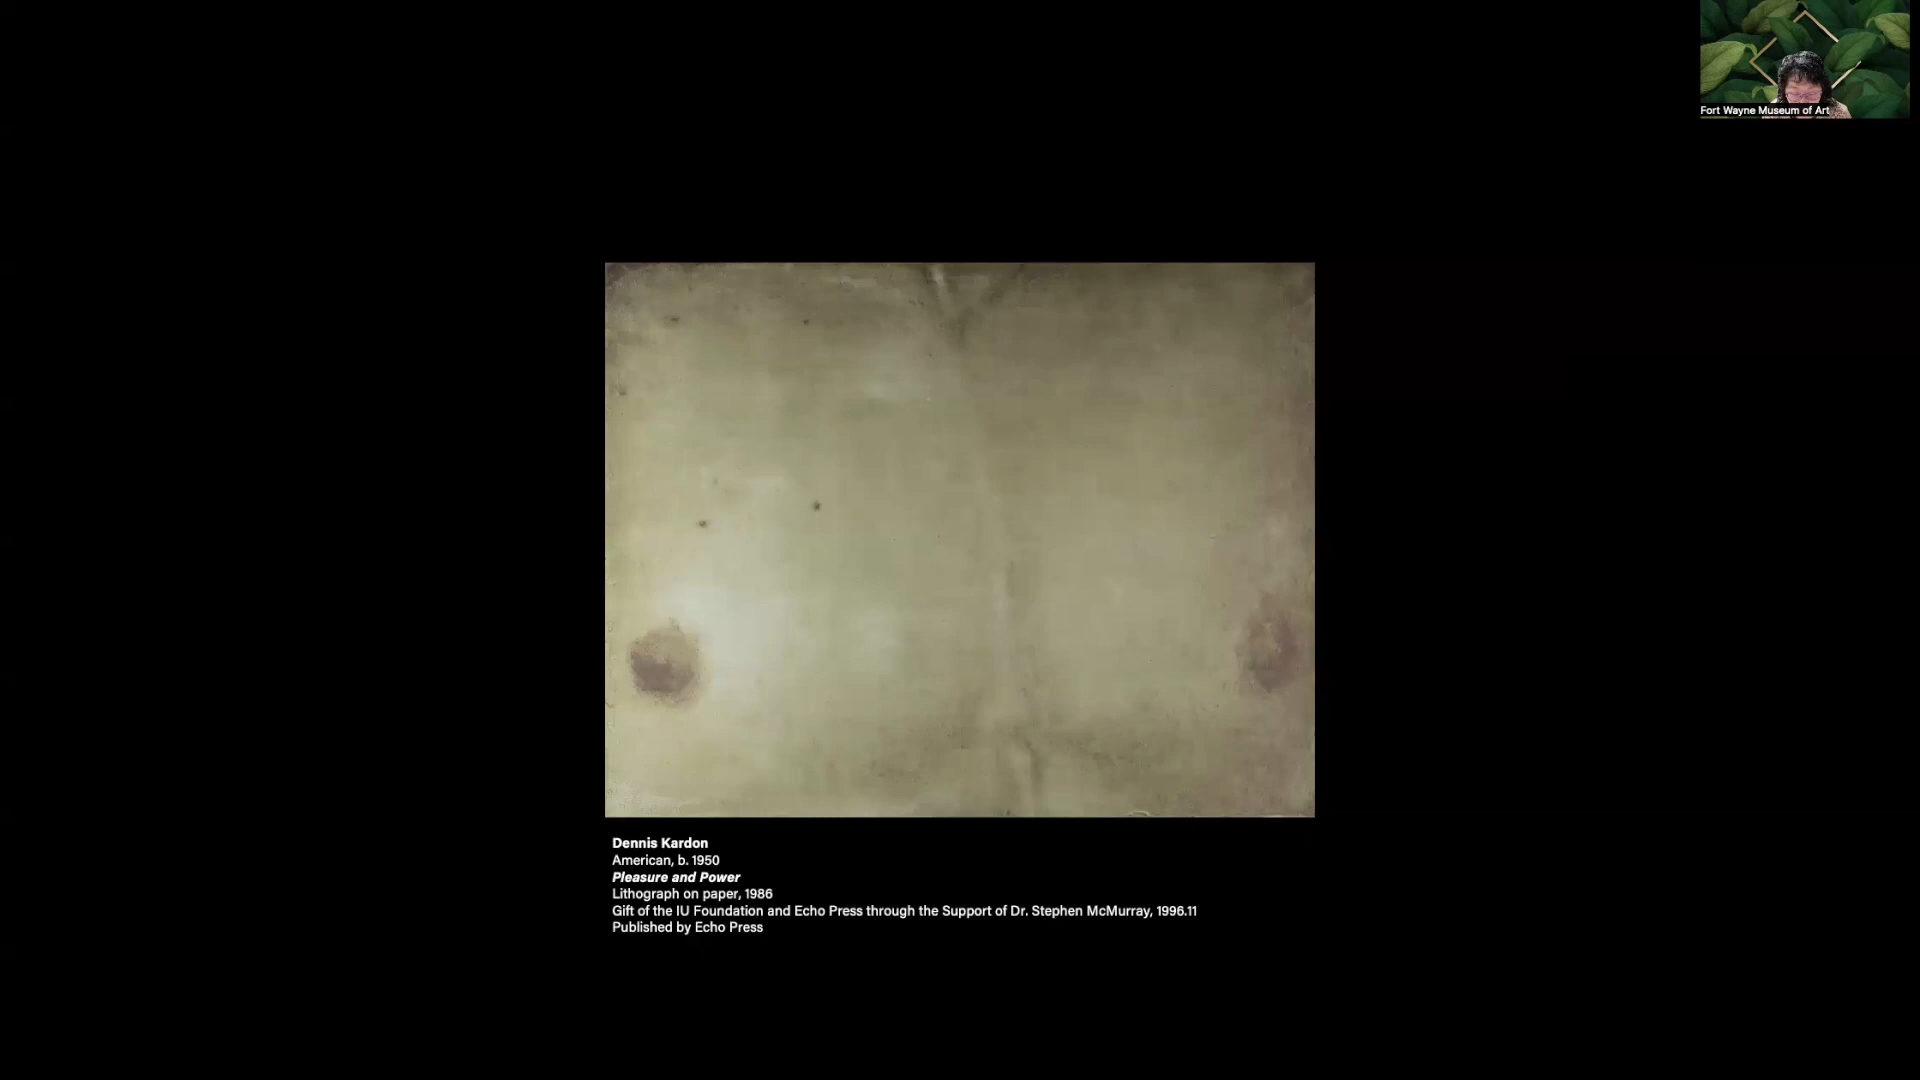 Fort Wayne Museum of Art
Dennis Kardon
American, b. 1950
Pleasure and Power
Lithograph on paper, 1986
Gift of the IU Foundation and Echo Press through the Support of Dr. Stephen McMurray, 1996.11
Published by Echo Press